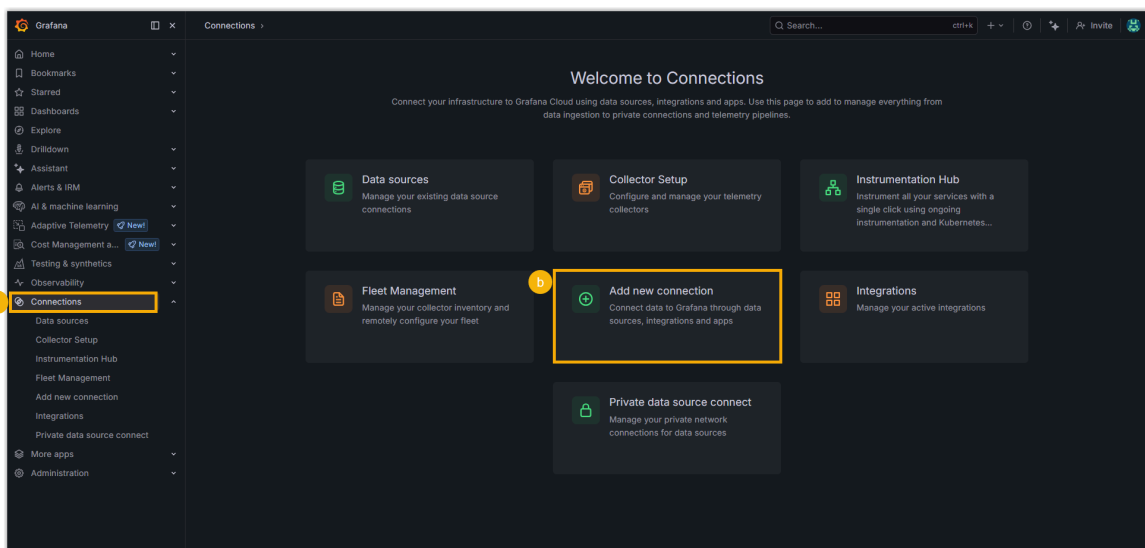 Grafana
Connections ›
Search...
ctrl+k
Invite
Home
Bookmarks
Starred
Dashboards
Explore
Drilldown
Assistant
Alerts & IRM
AI & machine learning
Adaptive Telemetry New!
Cost Management a... New!
Testing & synthetics
Observability
Connections
Data sources
Collector Setup
Instrumentation Hub
Fleet Management
Add new connection
Integrations
Private data source connect
More apps
Administration
Welcome to Connections
Connect your infrastructure to Grafana Cloud using data sources, integrations and apps. Use this page to add to manage everything from
data ingestion to private connections and telemetry pipelines.
Data sources
Manage your existing data source
connections
Collector Setup
Configure and manage your telemetry
collectors
Instrumentation Hub
Instrument all your services with a
single click using ongoing
instrumentation and Kubernetes...
Fleet Management
Manage your collector inventory and
remotely configure your fleet
b
Add new connection
Connect data to Grafana through data
sources, integrations and apps
Integrations
Manage your active integrations
Private data source connect
Manage your private network
connections for data sources